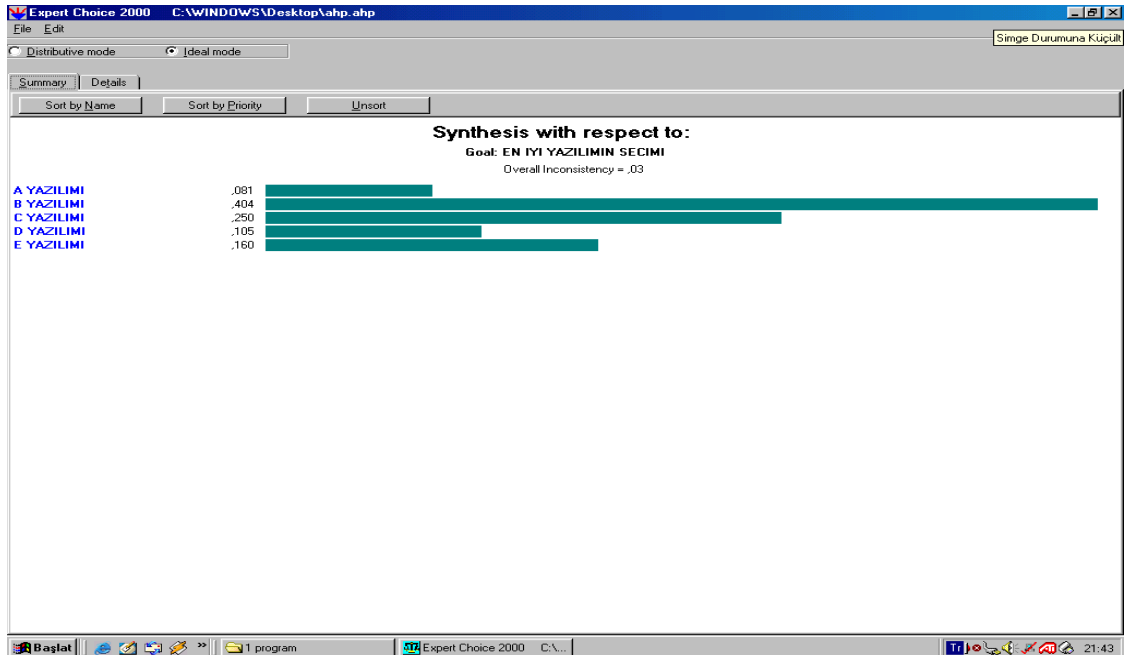 Expert Choice 2000 C:\WINDOWS\Desktop\ahp.ahp
File Edit
Simge Durumuna Küçült
Distributive mode Ideal mode
Summary Details
Sort by Name Sort by Priority Unsort
Synthesis with respect to:
Goal: EN IYI YAZILIMIN SECIMI
Overall Inconsistency = ,03
A YAZILIMI ,081
B YAZILIMI ,404
C YAZILIMI ,250
D YAZILIMI ,105
E YAZILIMI ,160
Başlat » 1 program Expert Choice 2000 C:\... Tr 21:43